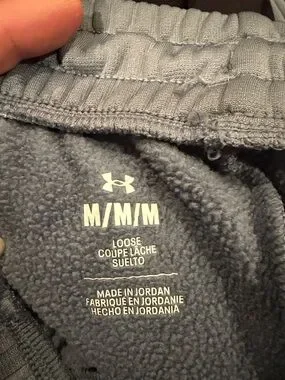 M/M/M
LOOSE
COUPE LÂCHE
SUELTO
MADE IN JORDAN
FABRIQUÉ EN JORDANIE
HECHO EN JORDANIA